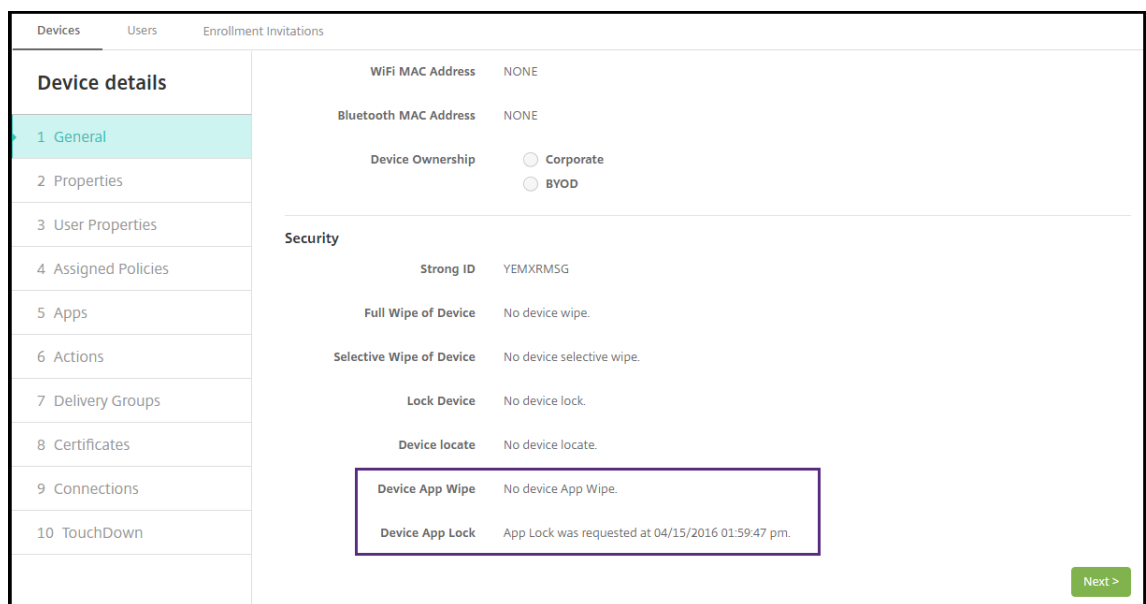 Devices Users Enrollment Invitations
Device details
1 General
2 Properties
3 User Properties
4 Assigned Policies
5 Apps
6 Actions
7 Delivery Groups
8 Certificates
9 Connections
10 TouchDown
WiFi MAC Address NONE
Bluetooth MAC Address NONE
Device Ownership Corporate
BYOD
Security
Strong ID YEMXRMSG
Full Wipe of Device No device wipe.
Selective Wipe of Device No device selective wipe.
Lock Device No device lock.
Device locate No device locate.
Device App Wipe No device App Wipe.
Device App Lock App Lock was requested at 04/15/2016 01:59:47 pm.
Next >